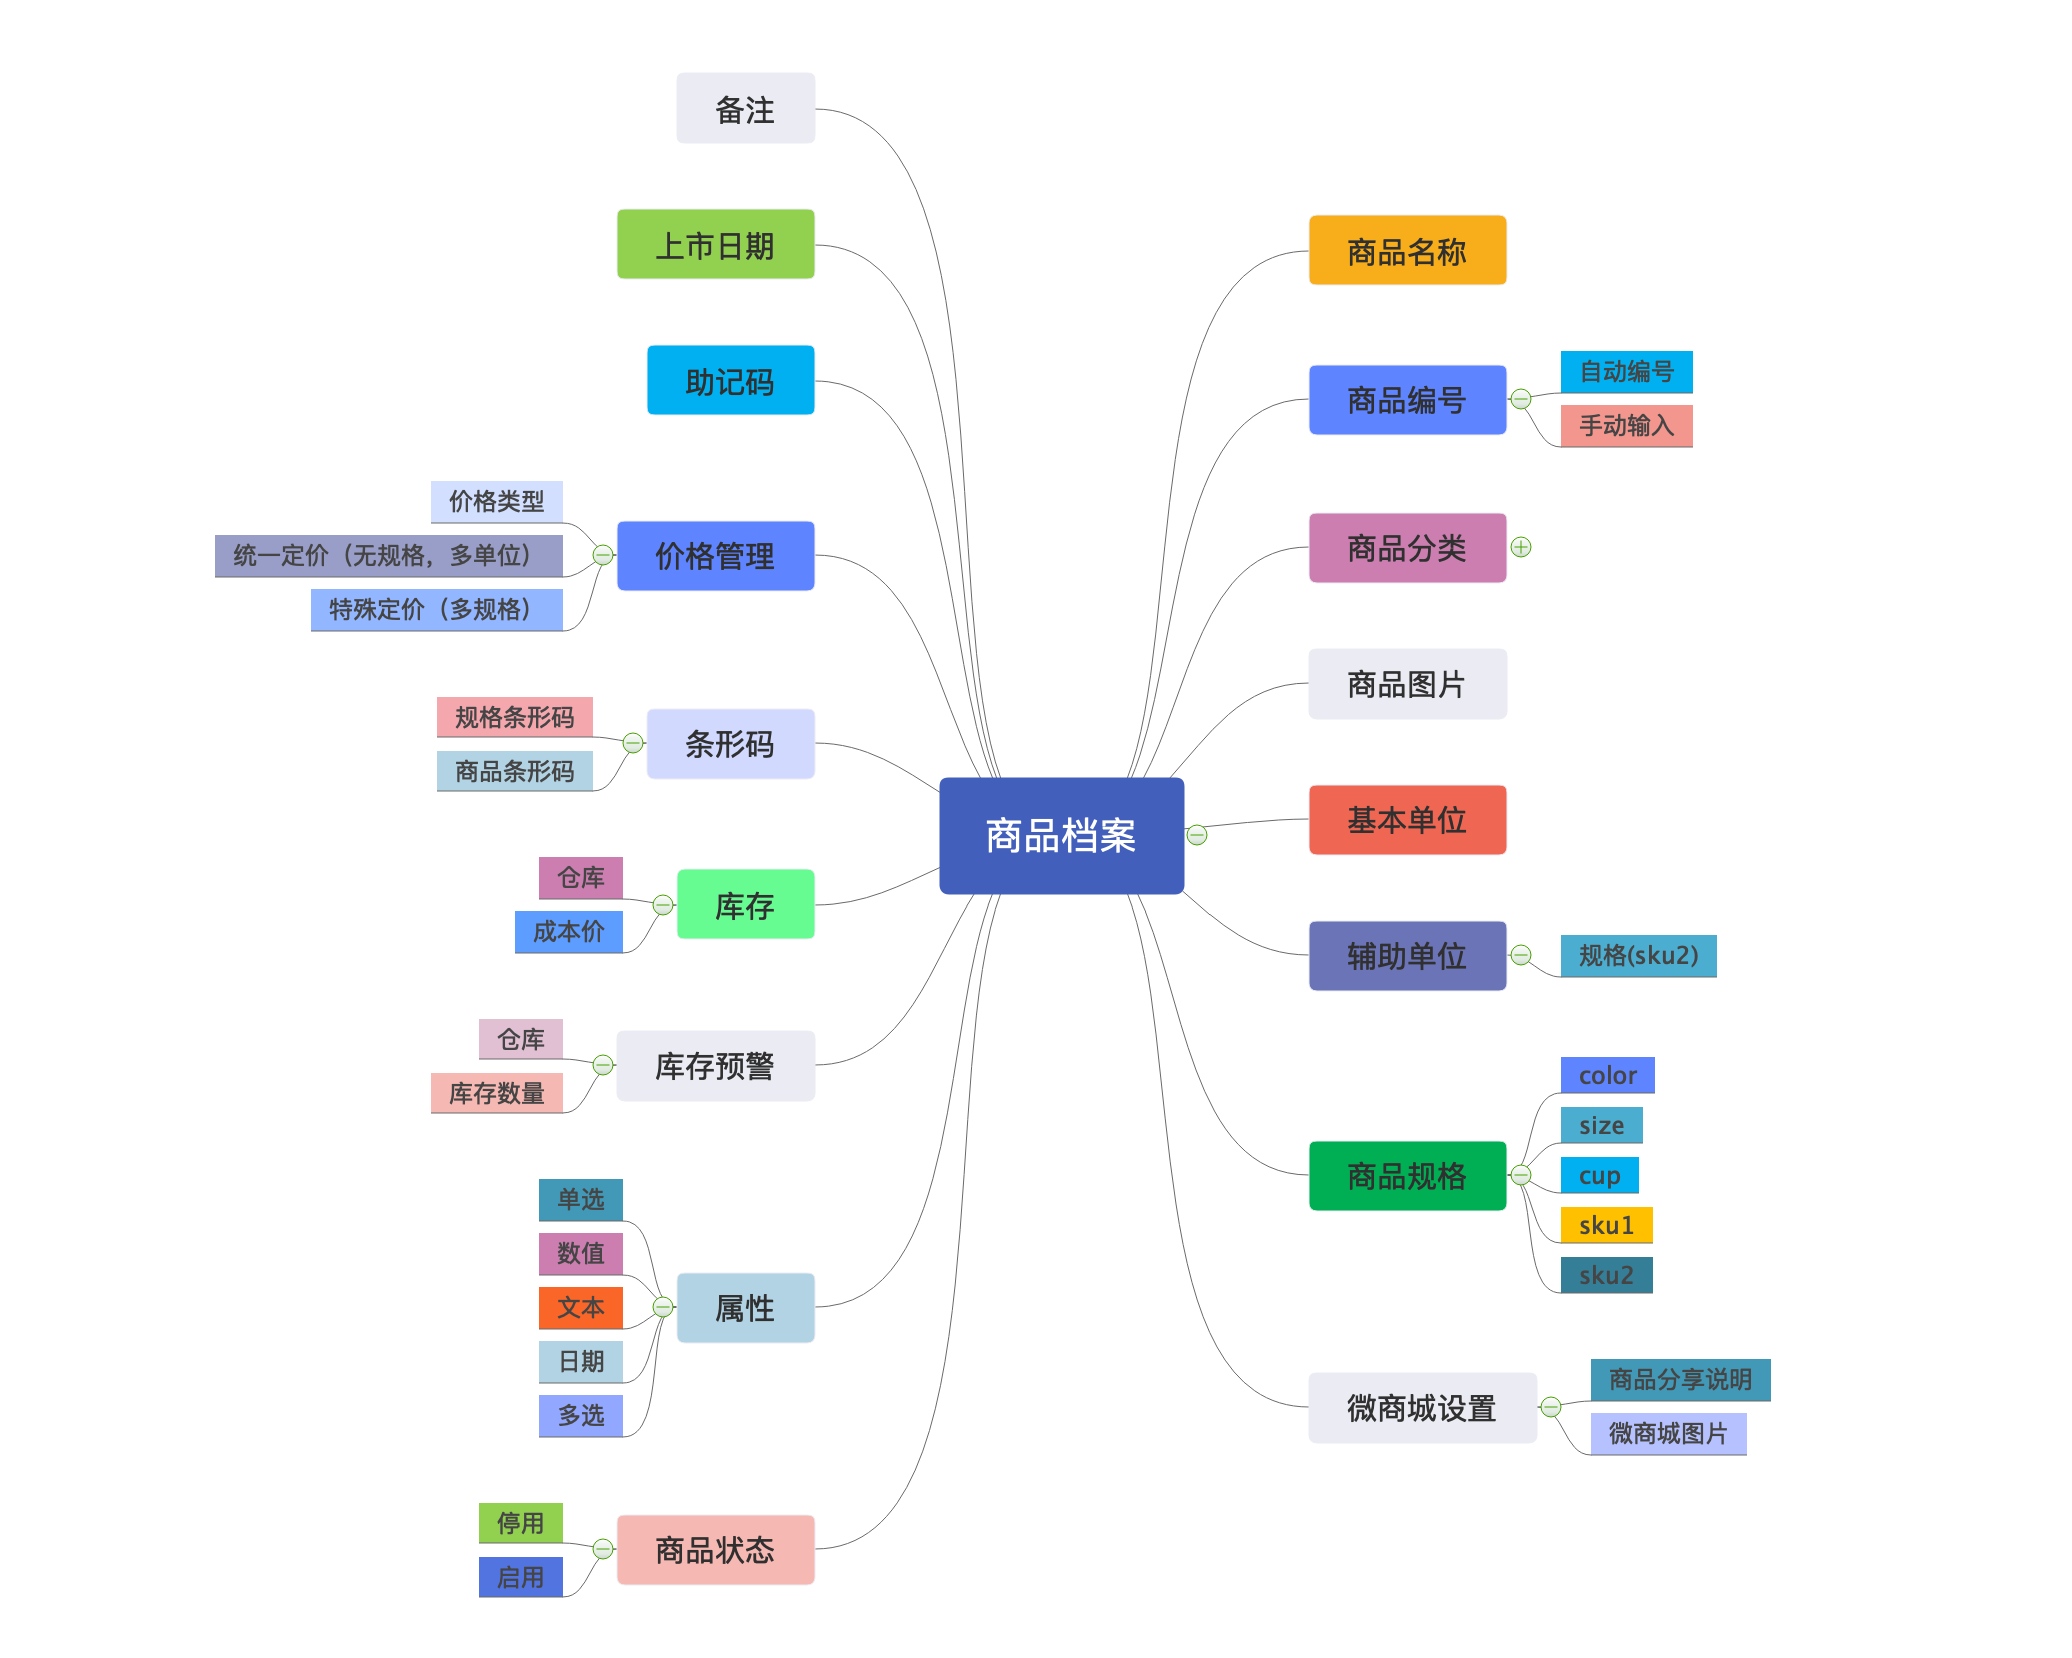 商品档案
商品名称
商品编号
自动编号
手动输入
商品分类
商品图片
基本单位
辅助单位
规格(sku2)
商品规格
color
size
cup
sku1
sku2
微商城设置
商品分享说明
微商城图片
备注
上市日期
助记码
价格管理
价格类型
统一定价（无规格，多单位）
特殊定价（多规格）
条形码
规格条形码
商品条形码
库存
仓库
成本价
库存预警
仓库
库存数量
属性
单选
数值
文本
日期
多选
商品状态
停用
启用